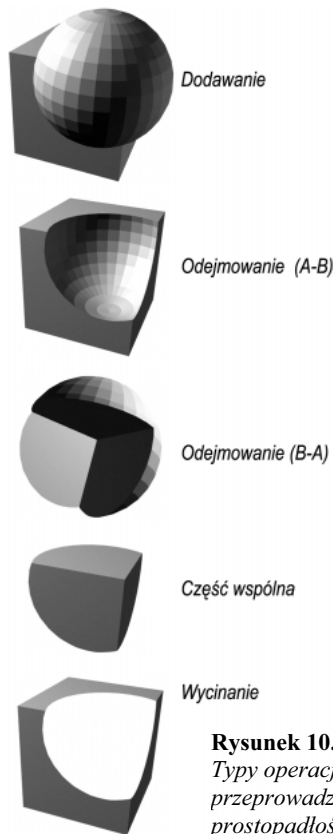 Dodawanie
Odejmowanie (A-B)
Odejmowanie (B-A)
Część wspólna
Wycinanie
Rysunek 10.
Typy operacj
przeprowadz
prostopadłoś